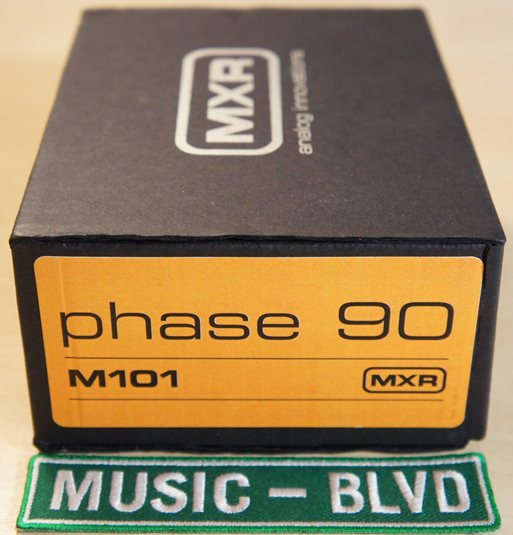 MXR
analog innovations
phase 90
M101
MXR
MUSIC - BLVD